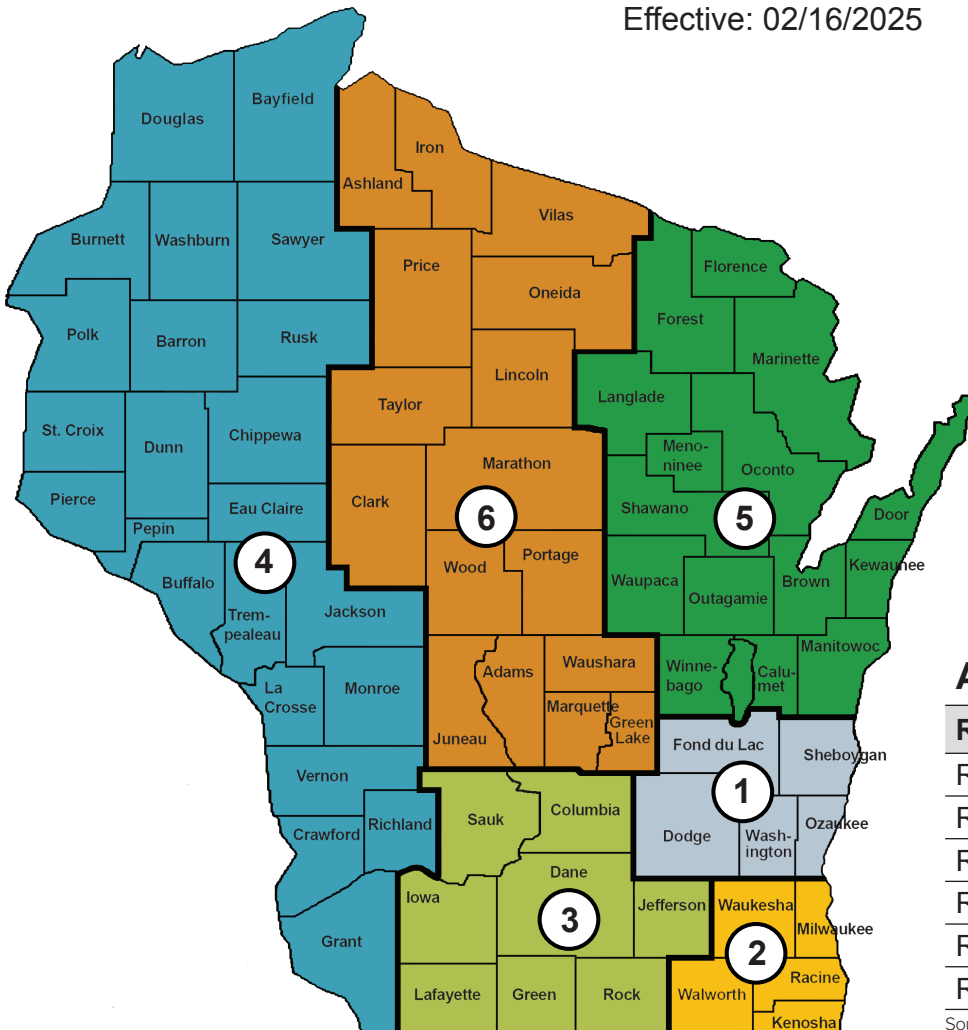 Effective: 02/16/2025
Douglas
Bayfield
Iron
Ashland
Vilas
Burnett
Washburn
Sawyer
Price
Florence
Oneida
Forest
Polk
Barron
Rusk
Marinette
Lincoln
Langlade
Taylor
St. Croix
Dunn
Chippewa
Meno-
ninee
Marathon
Oconto
Pierce
Clark
Eau Claire
6
Shawano
5
Door
Pepin
4
Wood
Portage
Waupaca
Brown
Kewaunee
Buffalo
Outagamie
Trem-
pealeau
Jackson
Manitowoc
Adams
Waushara
Winne-
bago
Calu-
met
La
Crosse
Monroe
Marquette
Green
Lake
Juneau
Fond du Lac
Sheboygan
Vernon
1
Richland
Sauk
Columbia
Crawford
Dodge
Wash-
ington
Ozaukee
Dane
Iowa
Jefferson
Waukesha
3
Milwaukee
Grant
2
Lafayette
Green
Rock
Walworth
Racine
Kenosha
A
R
R
R
R
R
R
R
Sou